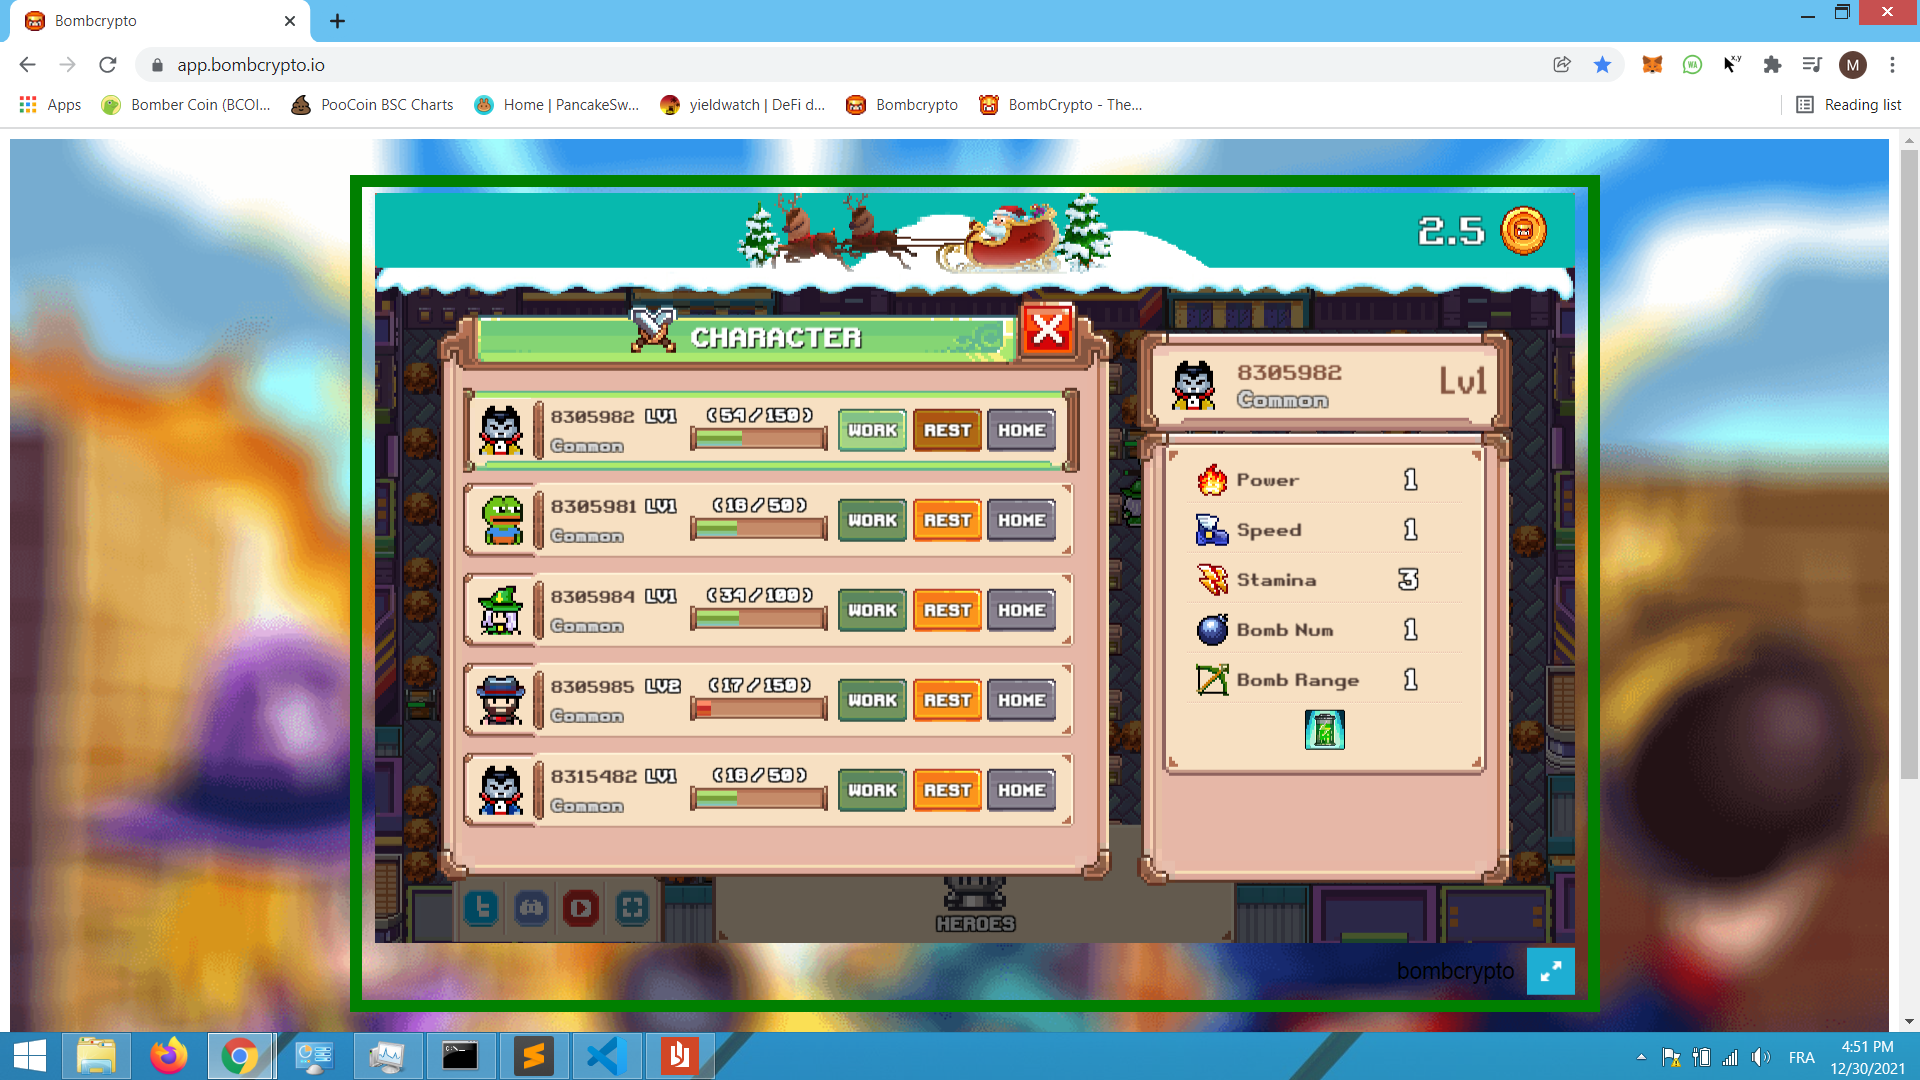 Bombcrypto
app.bombcrypto.io
M
Apps
Bomber Coin (BCOI...
PooCoin BSC Charts
Home | PancakeSw...
yieldwatch | DeFi d...
Bombcrypto
BombCrypto - The...
Reading list
2.5
CHARACTER
8305982 LV1 (54/150) WORK REST HOME
Common
8305981 LV1 (16/50) WORK REST HOME
Common
8305984 LV1 (34/100) WORK REST HOME
Common
8305985 LV2 (17/150) WORK REST HOME
Common
8315482 LV1 (16/50) WORK REST HOME
Common
8305982 Lv1
Common
Power 1
Speed 1
Stamina 3
Bomb Num 1
Bomb Range 1
HEROES
bombcrypto
FRA
4:51 PM
12/30/2021